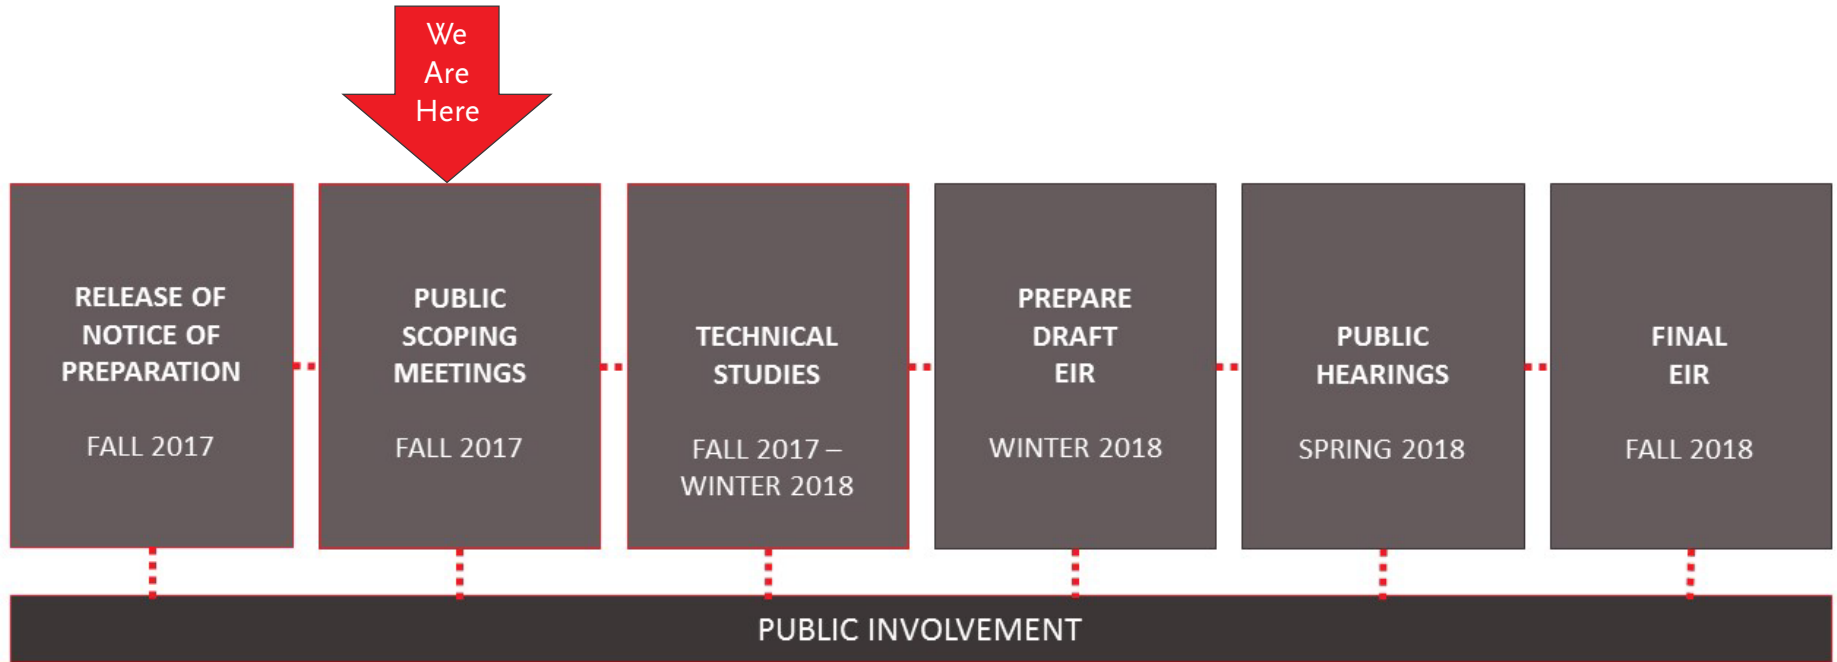 We
Are
Here
RELEASE OF
NOTICE OF
PREPARATION
FALL 2017
PUBLIC
SCOPING
MEETINGS
FALL 2017
TECHNICAL
STUDIES
FALL 2017 –
WINTER 2018
PREPARE
DRAFT
EIR
WINTER 2018
PUBLIC
HEARINGS
SPRING 2018
FINAL
EIR
FALL 2018
PUBLIC INVOLVEMENT